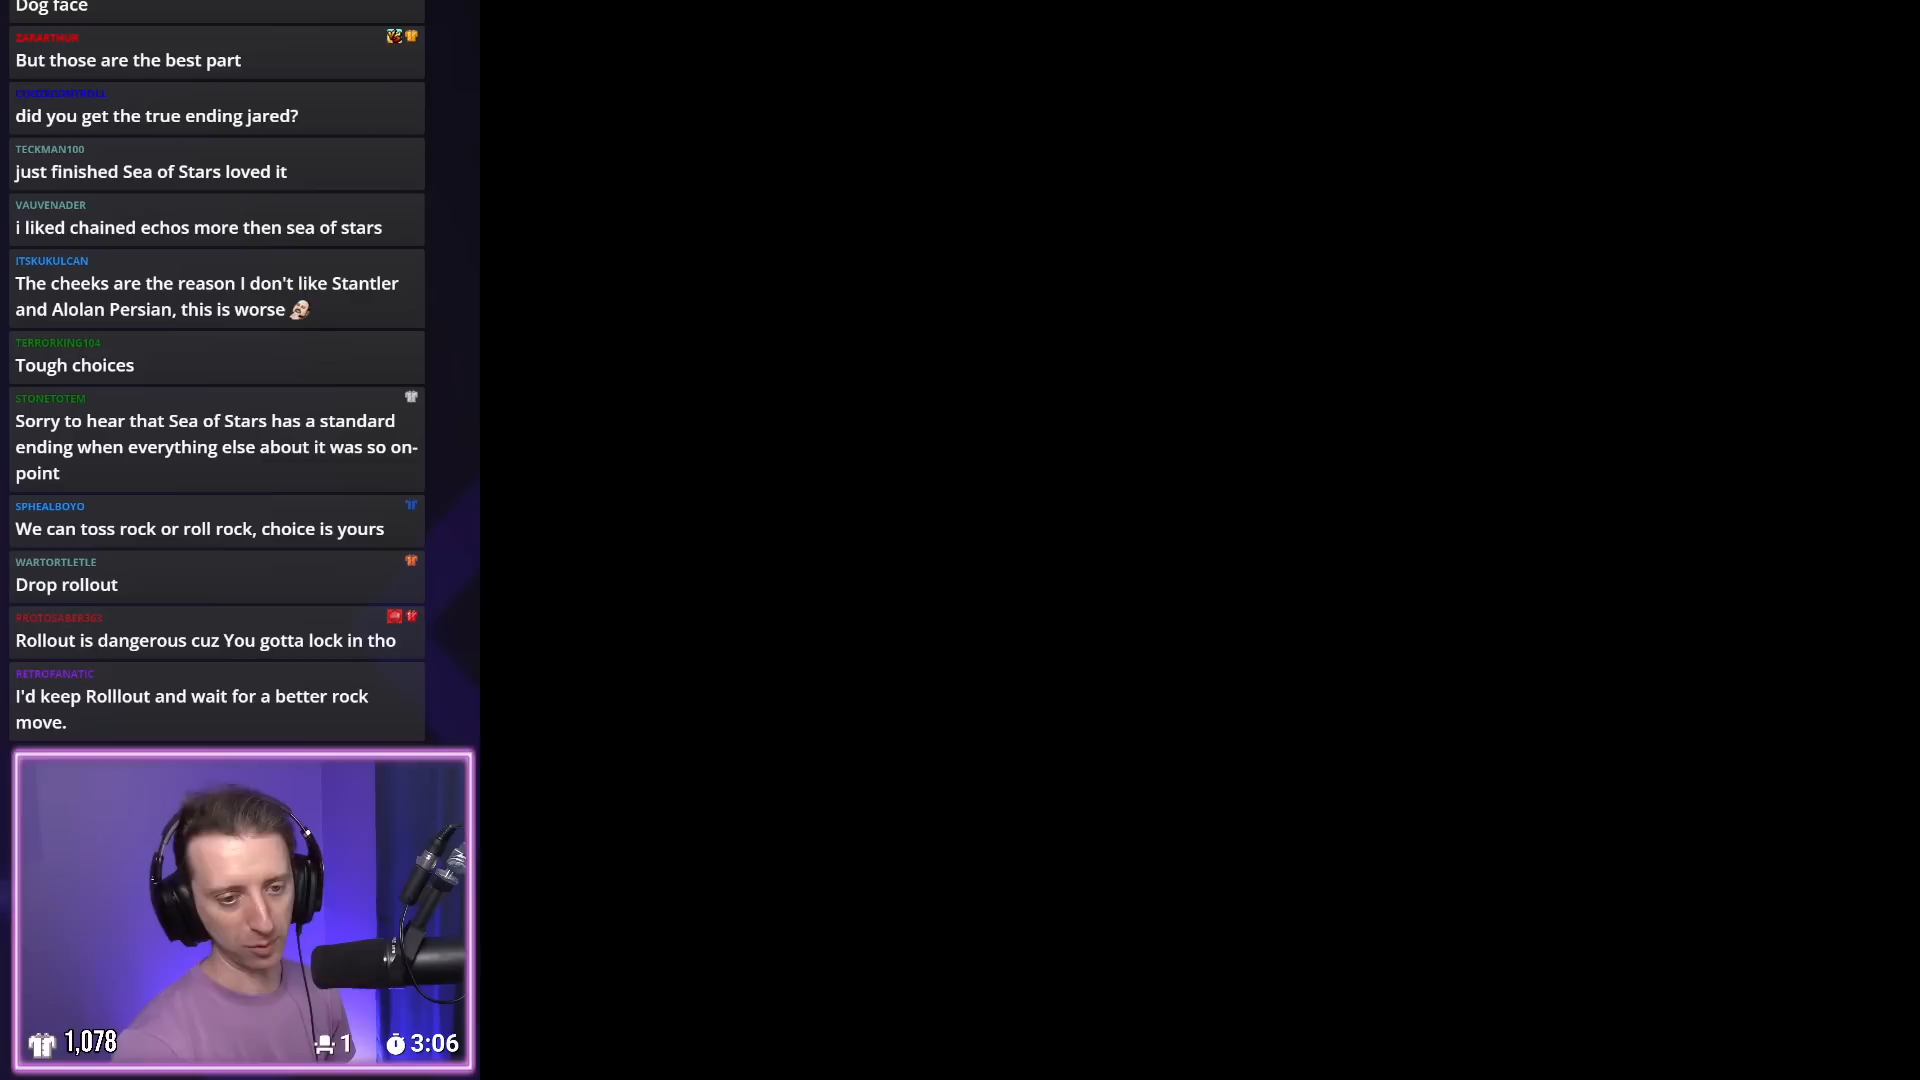 Dog face
ZARARTHUR
But those are the best part
did you get the true ending jared?
TECKMAN100
just finished Sea of Stars loved it
VAUVENADER
i liked chained echos more then sea of stars
ITSKUKULCAN
The cheeks are the reason I don't like Stantler
and Alolan Persian, this is worse
TERRORKING104
Tough choices
STONETOTEM
Sorry to hear that Sea of Stars has a standard
ending when everything else about it was so on-
point
SPHEALBOYO
We can toss rock or roll rock, choice is yours
WARTORTLETLE
Drop rollout
PROTOSABER363
Rollout is dangerous cuz You gotta lock in tho
RETROFANATIC
I'd keep Rolllout and wait for a better rock
move.
1,078
1
3:06